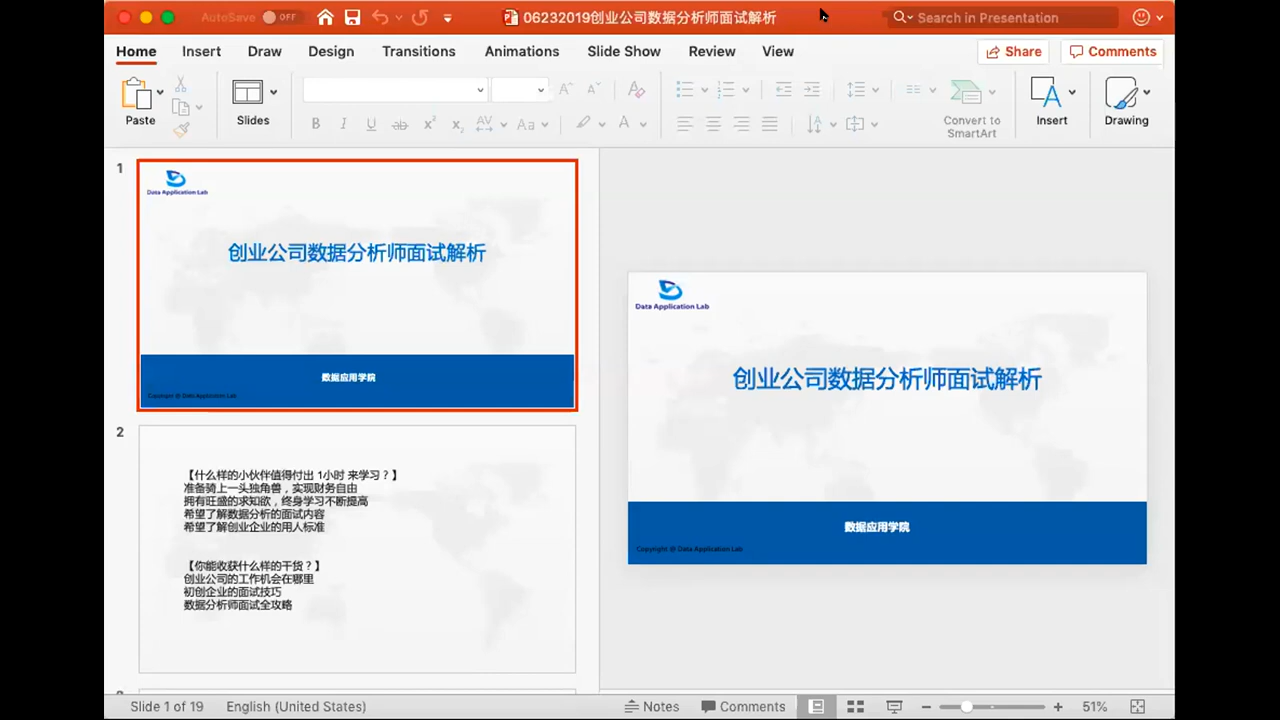 AutoSave OFF
06232019创业公司数据分析师面试解析
Search in Presentation
Home Insert Draw Design Transitions Animations Slide Show Review View
Share Comments
Paste
Slides
B I U ab x² x₂ AV Aa A
Convert to SmartArt
Insert
Drawing
1
Data Application Lab
创业公司数据分析师面试解析
数据应用学院
Copyright @ Data Application Lab
2
【什么样的小伙伴值得付出 1小时 来学习？】
准备骑上一头独角兽，实现财务自由
拥有旺盛的求知欲，终身学习不断提高
希望了解数据分析的面试内容
希望了解创业企业的用人标准
【你能收获什么样的干货？】
创业公司的工作机会在哪里
初创企业的面试技巧
数据分析师面试全攻略
Data Application Lab
创业公司数据分析师面试解析
数据应用学院
Copyright @ Data Application Lab
Slide 1 of 19 English (United States)
Notes Comments 51%